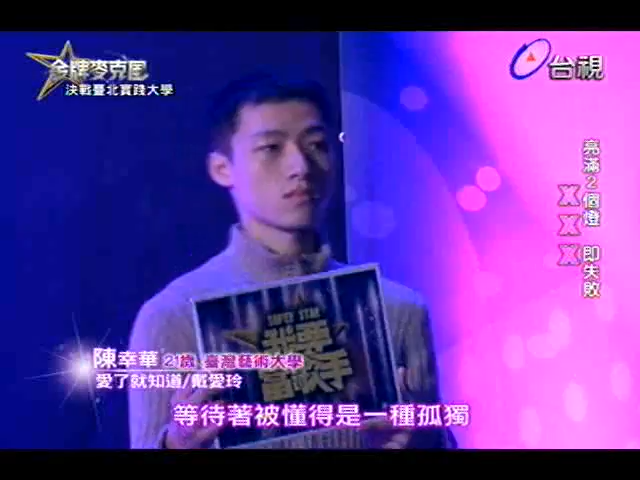 金牌麥克風
決戰臺北實踐大學
台視
亮滿2個燈 即失敗
X
X
X
SUPER STAR
我要
當歌手
陳幸華 21歲 臺灣藝術大學
愛了就知道/戴愛玲
等待著被懂得是一種孤獨